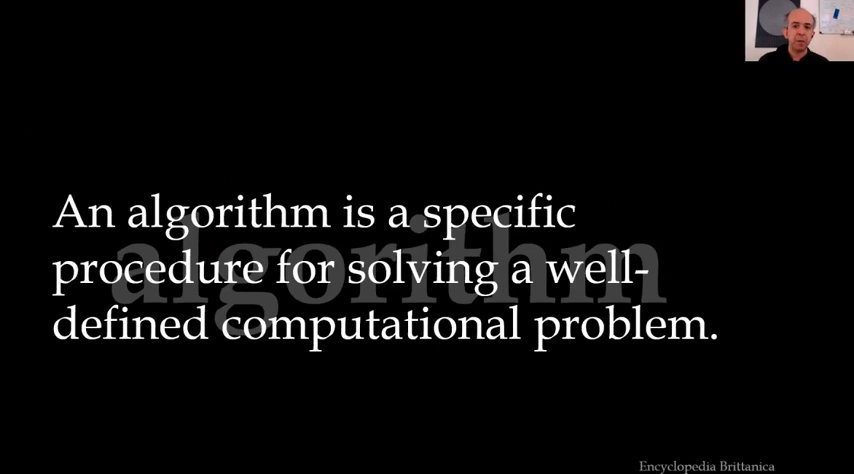 An algorithm is a specific
procedure for solving a well-
defined computational problem.
algorithm
Encyclopedia Brittanica